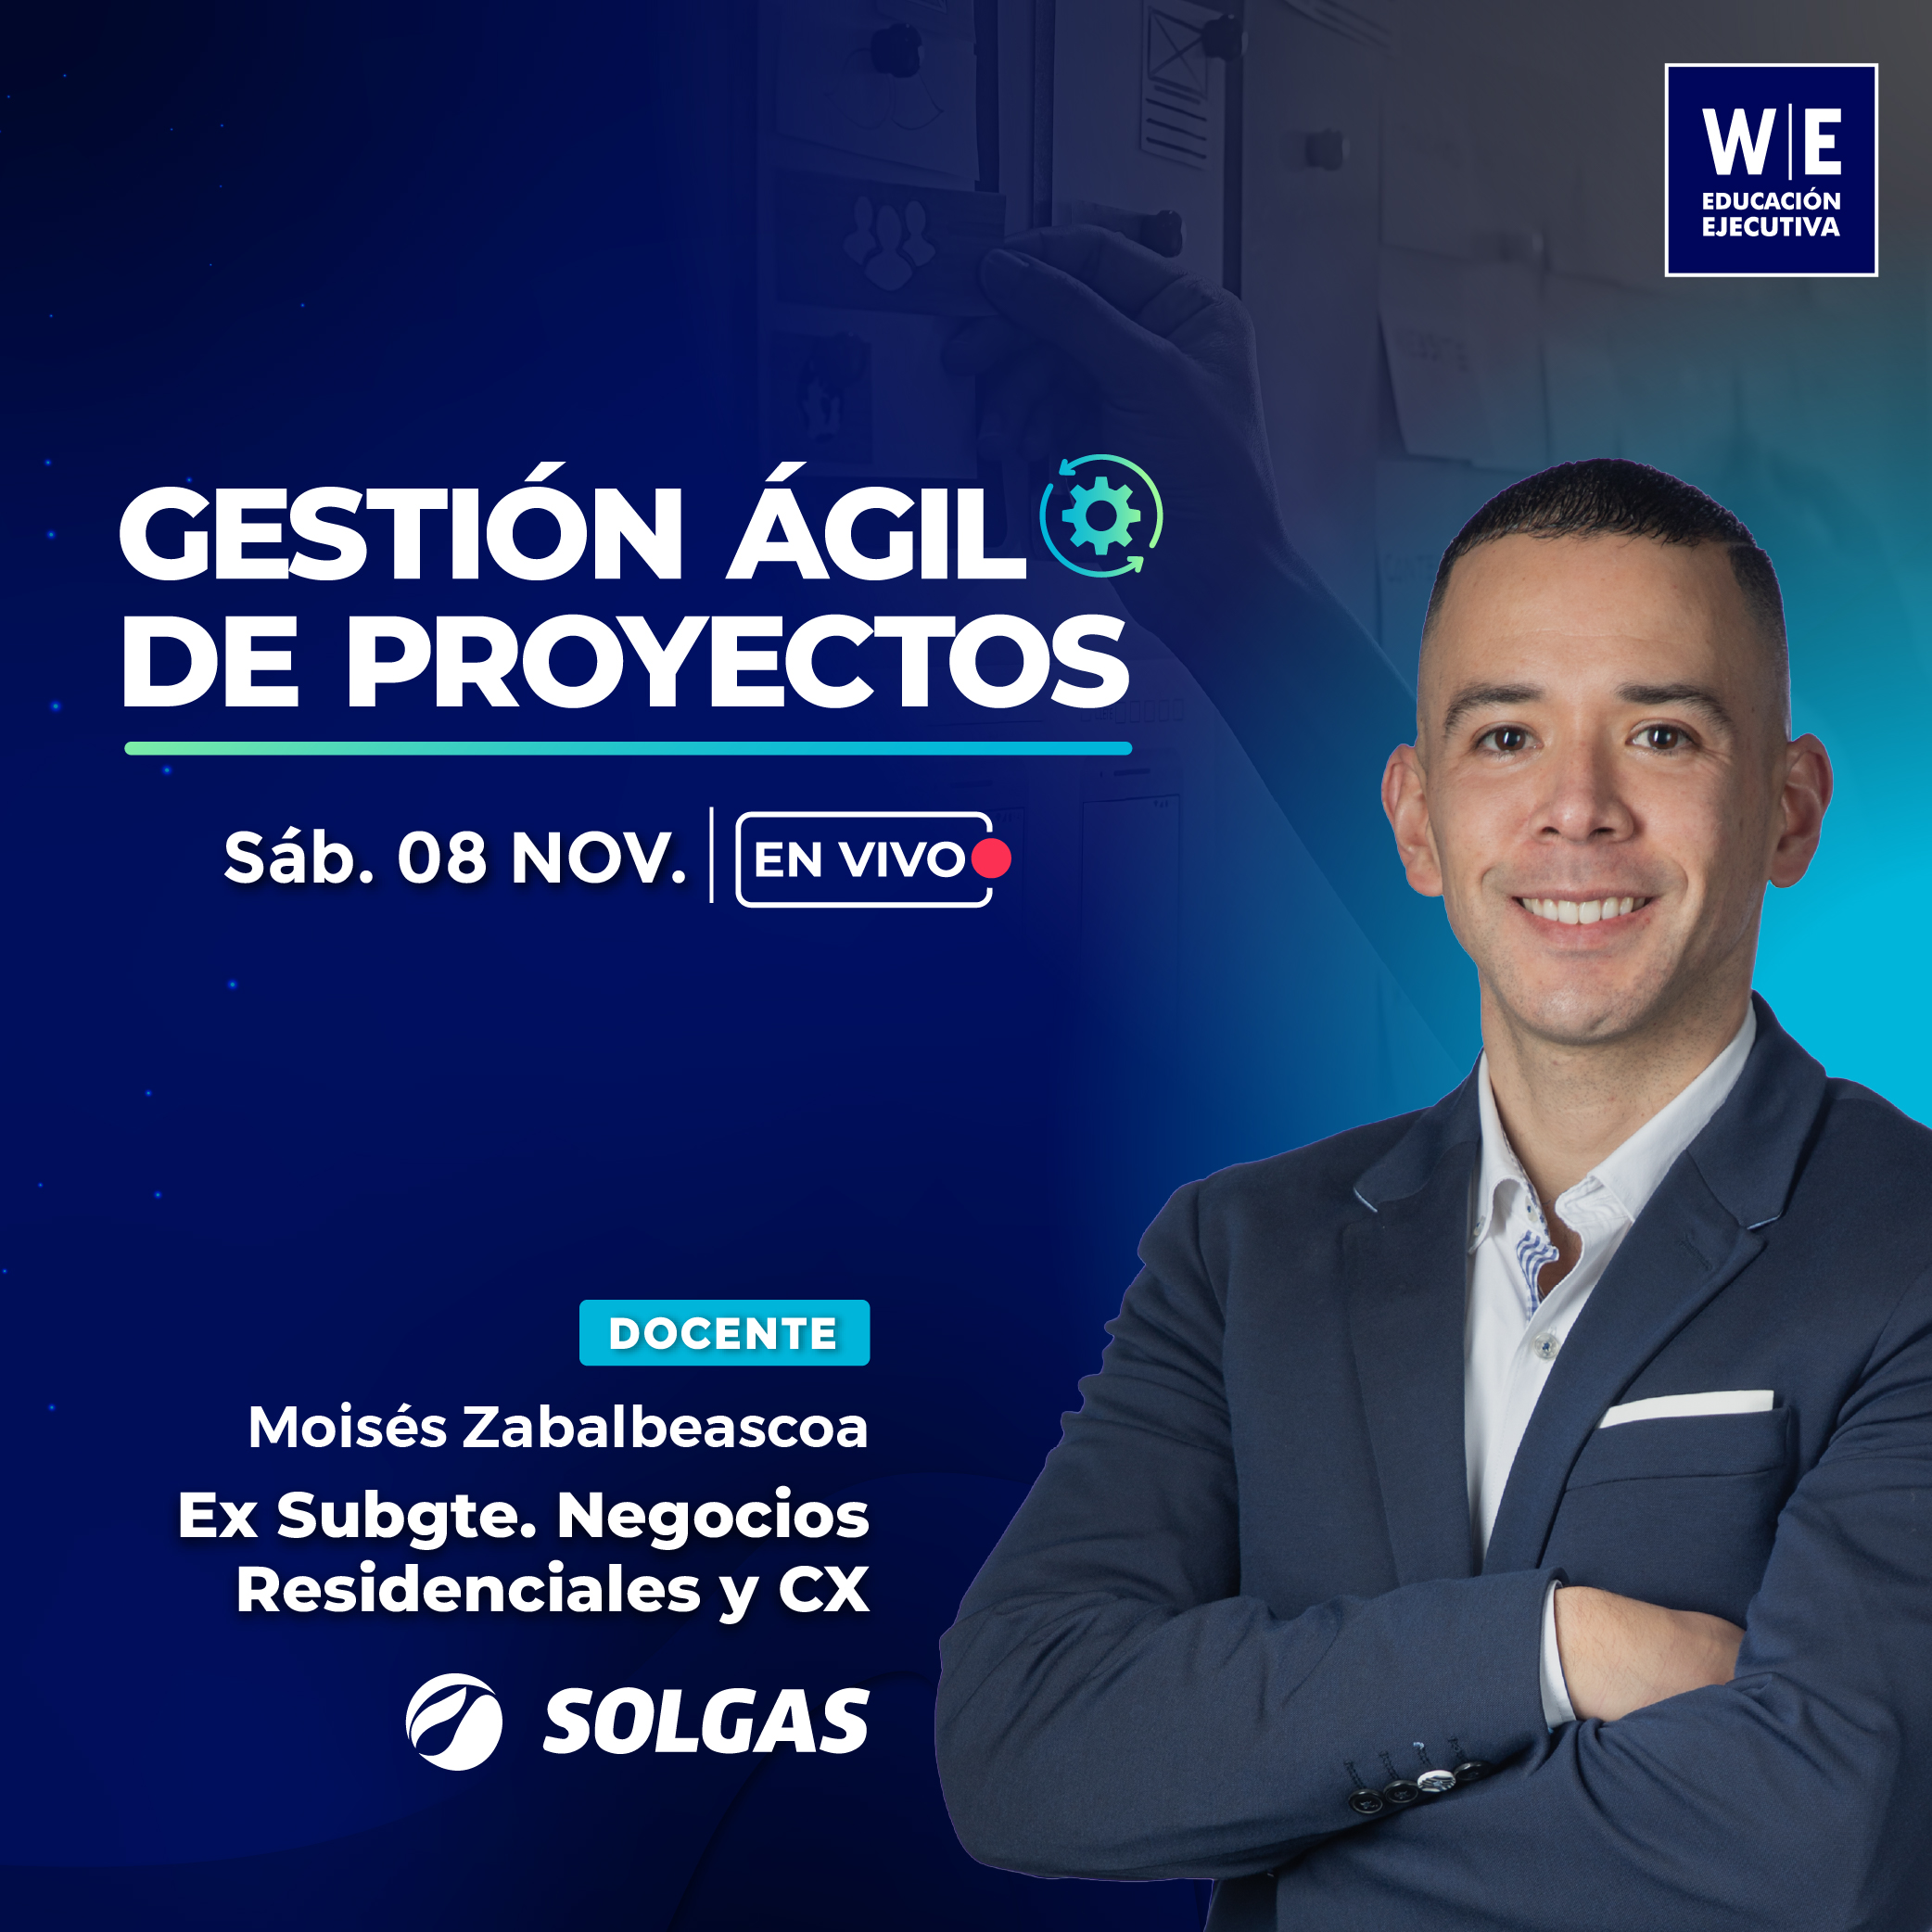 W|E
EDUCACIÓN
EJECUTIVA
GESTIÓN ÁGIL
DE PROYECTOS
Sáb. 08 NOV. | EN VIVO
DOCENTE
Moisés Zabalbeascoa
Ex Subgte. Negocios
Residenciales y CX
SOLGAS